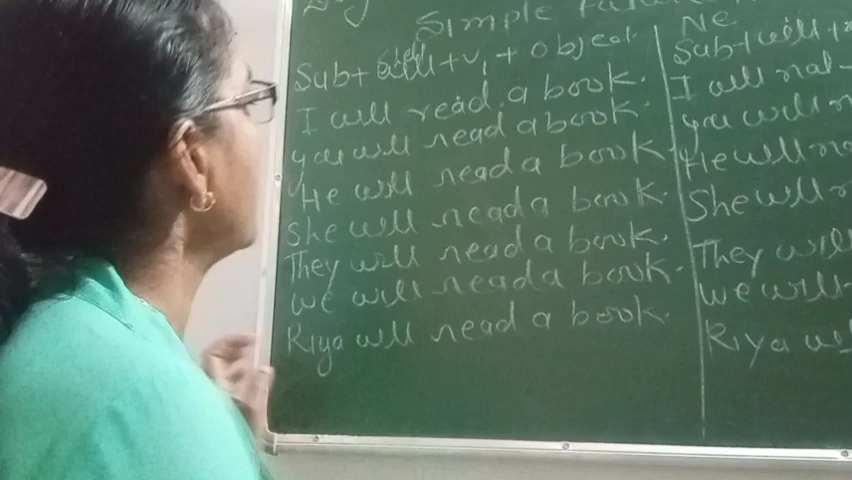 Simple
Sub + will + V1 + object.
I will read a book.
you will read a book.
He will read a book.
She will read a book.
They will read a book.
we will read a book.
Riya will read a book.
Ne
Sub + will +
I will not
you will
He will
She will
They will
we will
Riya